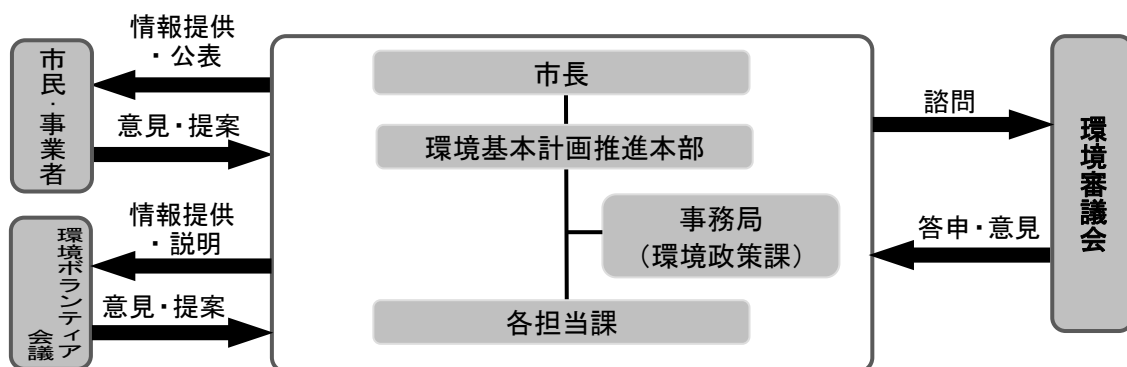 市民・事業者
情報提供
・公表
意見・提案
環境ボランティア
会議
情報提供
・説明
意見・提案
市長
環境基本計画推進本部
事務局
（環境政策課）
各担当課
諮問
答申・意見
環境審議会